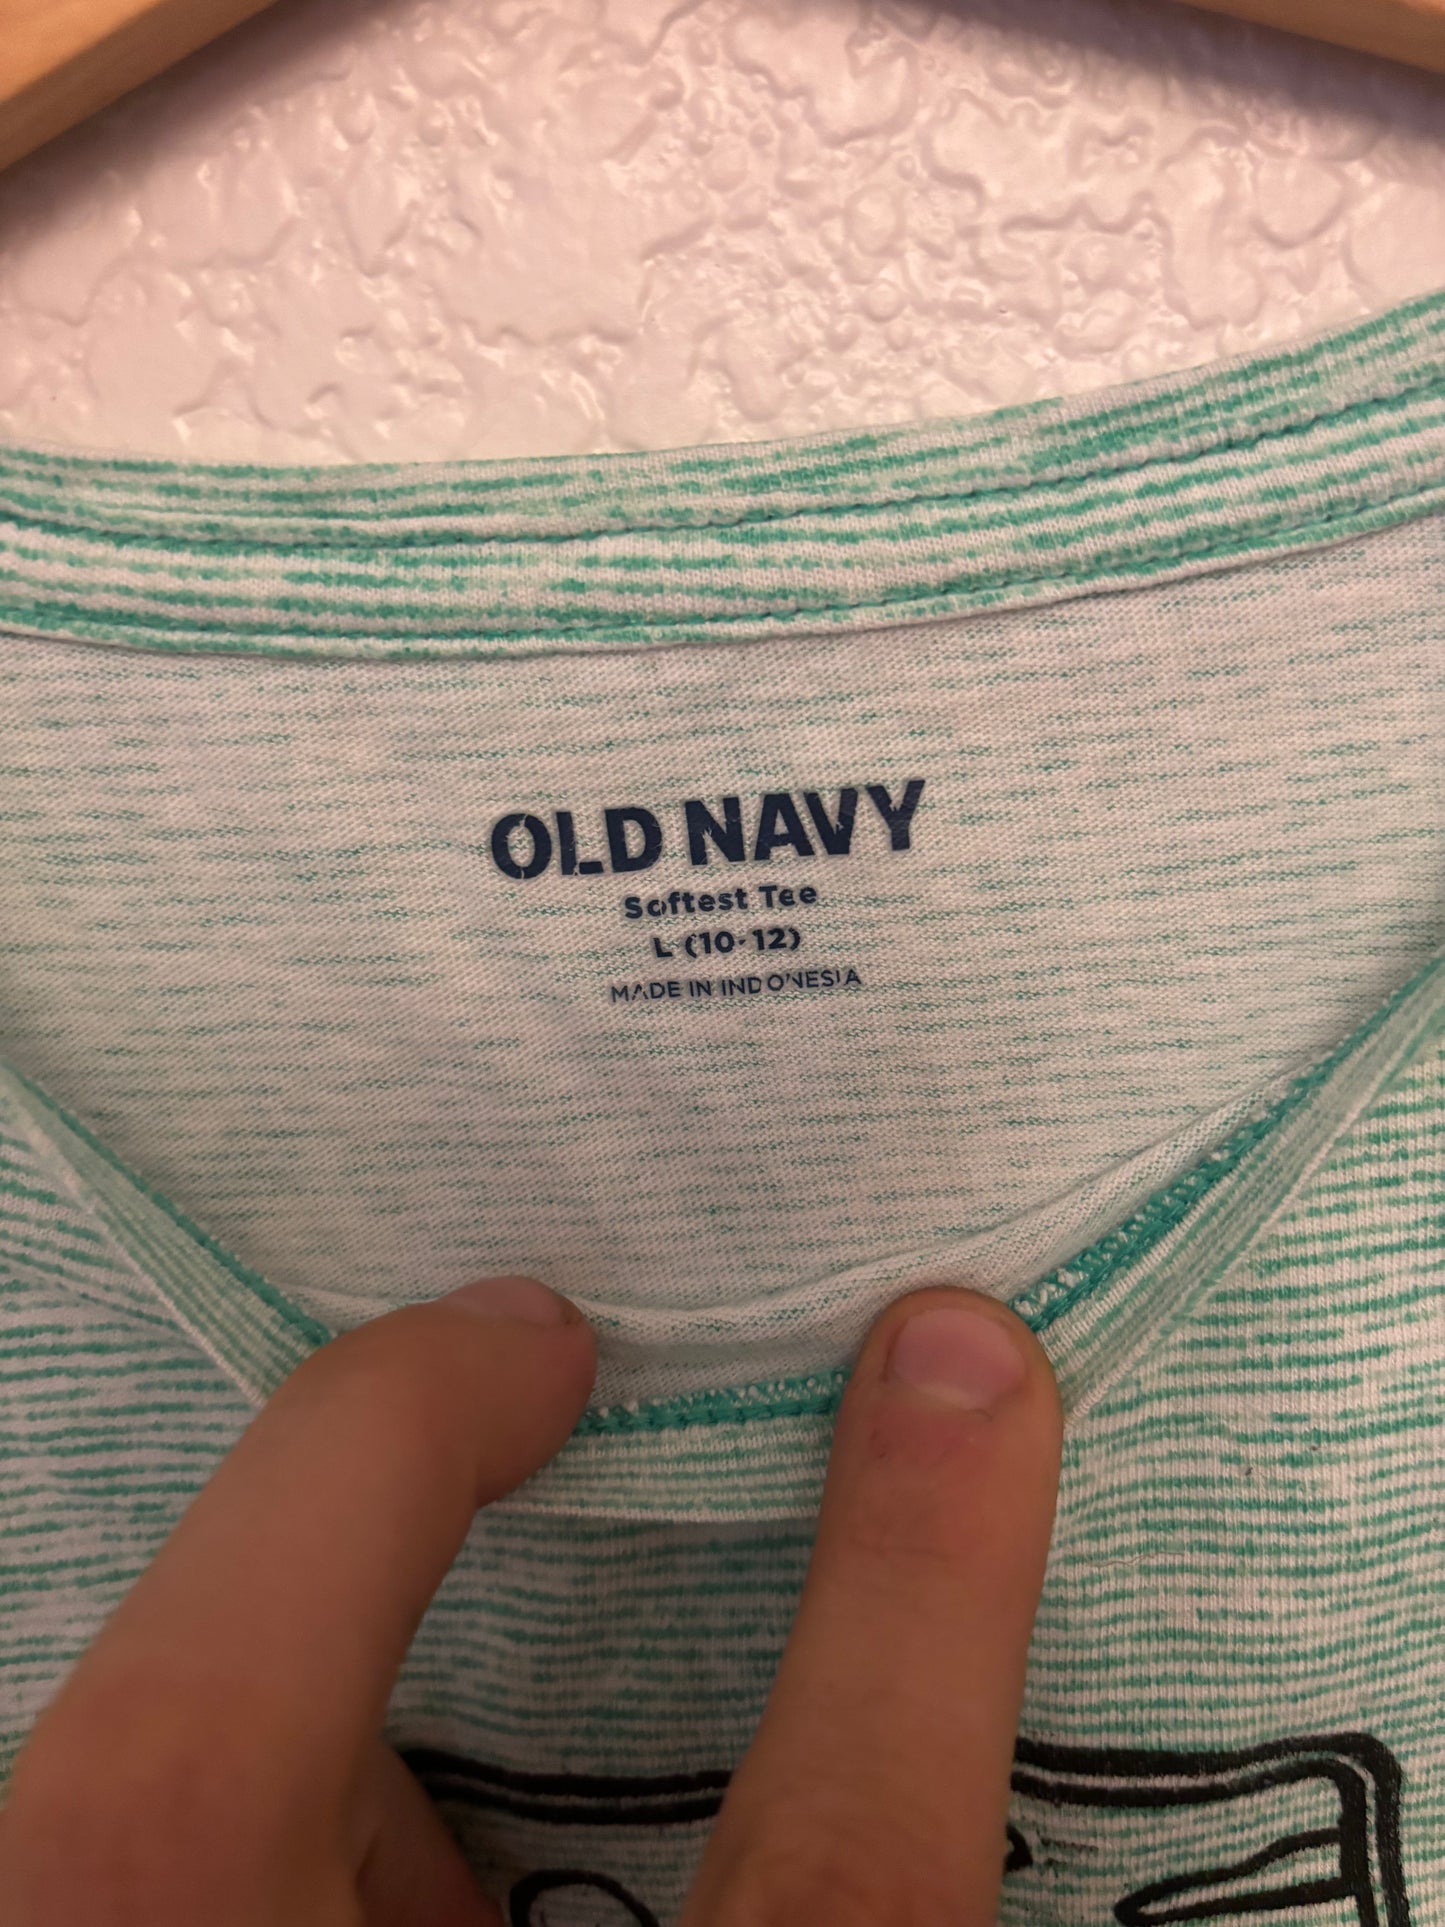 OLD NAVY
Softest Tee
L (10-12)
MADE IN INDONESIA